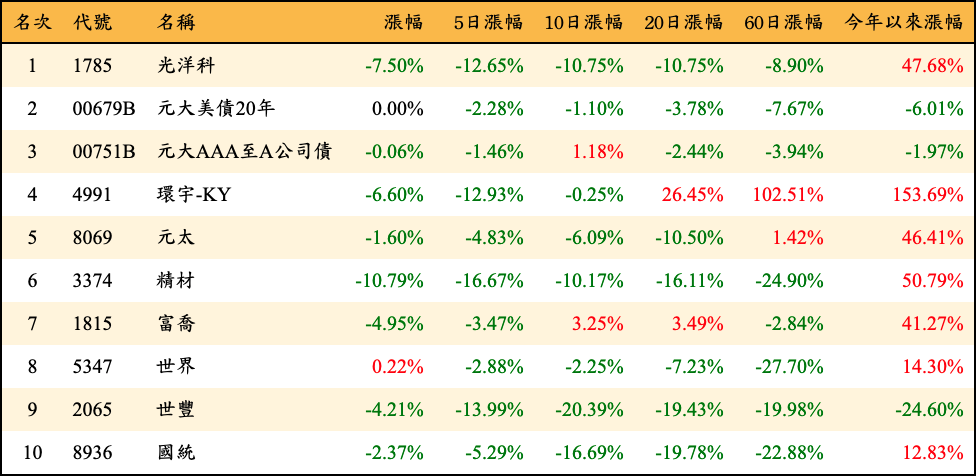 名次 代號 名稱 漲幅 5日漲幅 10日漲幅 20日漲幅 60日漲幅 今年以來漲幅
1 1785 光洋科 -7.50% -12.65% -10.75% -10.75% -8.90% 47.68%
2 00679B 元大美債20年 0.00% -2.28% -1.10% -3.78% -7.67% -6.01%
3 00751B 元大AAA至A公司債 -0.06% -1.46% 1.18% -2.44% -3.94% -1.97%
4 4991 環宇-KY -6.60% -12.93% -0.25% 26.45% 102.51% 153.69%
5 8069 元太 -1.60% -4.83% -6.09% -10.50% 1.42% 46.41%
6 3374 精材 -10.79% -16.67% -10.17% -16.11% -24.90% 50.79%
7 1815 富喬 -4.95% -3.47% 3.25% 3.49% -2.84% 41.27%
8 5347 世界 0.22% -2.88% -2.25% -7.23% -27.70% 14.30%
9 2065 世豐 -4.21% -13.99% -20.39% -19.43% -19.98% -24.60%
10 8936 國統 -2.37% -5.29% -16.69% -19.78% -22.88% 12.83%